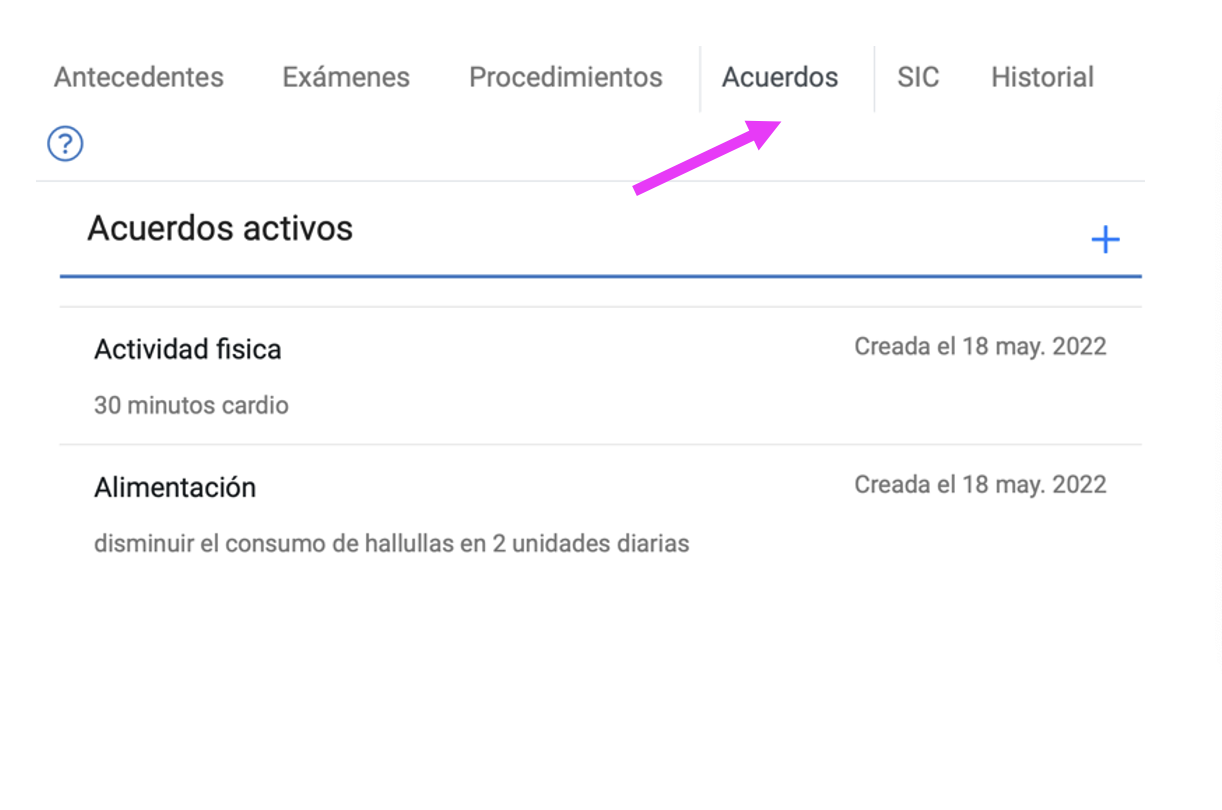 Antecedentes Exámenes Procedimientos Acuerdos SIC Historial
?
Acuerdos activos
+
Actividad fisica Creada el 18 may. 2022
30 minutos cardio
Alimentación Creada el 18 may. 2022
disminuir el consumo de hallullas en 2 unidades diarias